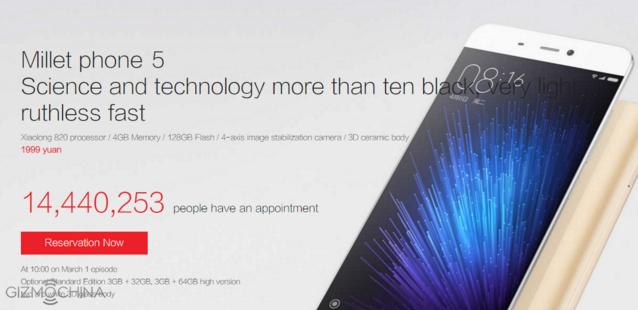 Millet phone 5
Science and technology more than ten black, very light
ruthless fast
Xiaolong 820 processor / 4GB Memory / 128GB Flash / 4-axis image stabilization camera / 3D ceramic body
1999 yuan
14,440,253 people have an appointment
Reservation Now
At 10:00 on March 1 episode
Optional Standard Edition 3GB + 32GB, 3GB + 64GB high version
GIZMOCHINA
body
08:16